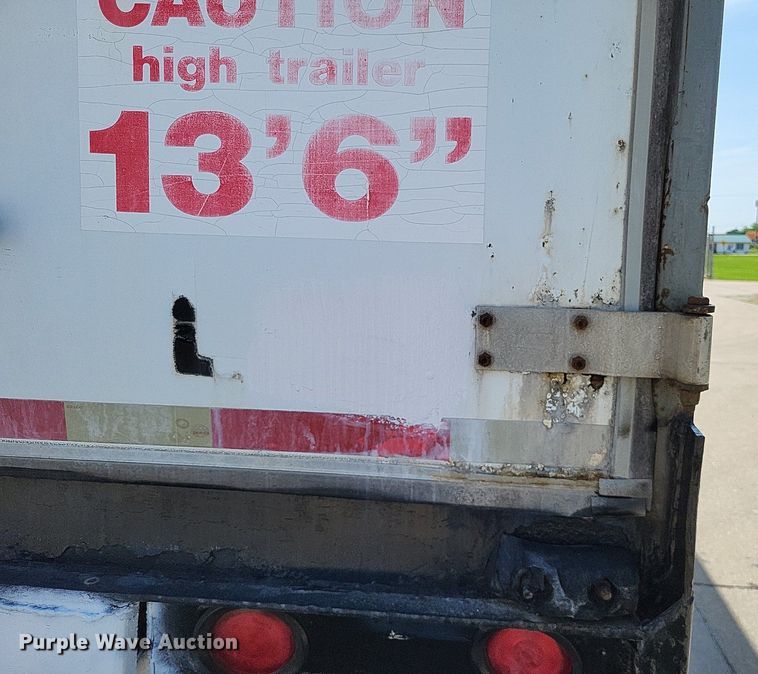 CAUTION
high trailer
13'6"
Purple Wave Auction